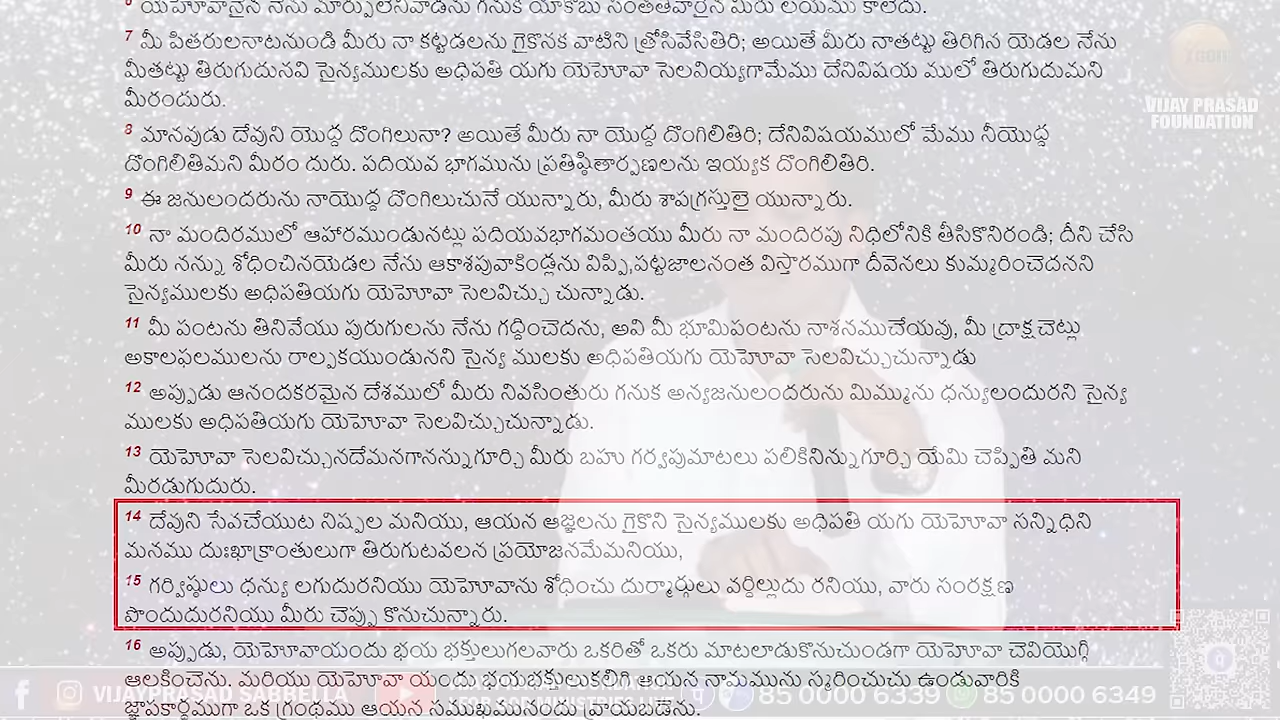 6 యెహోవానైన నేను మార్పులేనివాడను గనుక యాకోబు సంతతివారైన మీరు లయము కాలేదు.
7 మీ పితరులనాటనుండి మీరు నా కట్టడలను గైకొనక వాటిని త్రోసివేసితిరి; అయితే మీరు నాతట్టు తిరిగిన యెడల నేను
మీతట్టు తిరుగుదునవి సైన్యములకు అధిపతి యగు యెహోవా సెలవియ్యగామేము దేనివిషయ ములో తిరుగుదుమని
మీరందురు.
VIJAY PRASAD
FOUNDATION
8 మానవుడు దేవుని యొద్ద దొంగిలునా? అయితే మీరు నా యొద్ద దొంగిలితిరి; దేనివిషయములో మేము నీయొద్ద
దొంగిలితిమని మీరం దురు. పదియవ భాగమును ప్రతిష్ఠితార్పణలను ఇయ్యక దొంగిలితిరి.
9 ఈ జనులందరును నాయొద్ద దొంగిలుచునే యున్నారు, మీరు శాపగ్రస్తులై యున్నారు.
10 నా మందిరములో ఆహారముండునట్లు పదియవభాగమంతయు మీరు నా మందిరపు నిధిలోనికి తీసికొనిరండి; దీని చేసి
మీరు నన్ను శోధించినయెడల నేను ఆకాశపువాకిండ్లను విప్పి,పట్టజాలనంత విస్తారముగా దీవెనలు కుమ్మరించెదనని
సైన్యములకు అధిపతియగు యెహోవా సెలవిచ్చు చున్నాడు.
11 మీ పంటను తినివేయు పురుగులను నేను గద్దించెదను, అవి మీ భూమిపంటను నాశనముచేయవు, మీ ద్రాక్షచెట్లు
అకాలఫలములను రాల్పకయుండునని సైన్య ములకు అధిపతియగు యెహోవా సెలవిచ్చుచున్నాడు
12 అప్పుడు ఆనందకరమైన దేశములో మీరు నివసింతురు గనుక అన్యజనులందరును మిమ్మును ధన్యులందురని సైన్య
ములకు అధిపతియగు యెహోవా సెలవిచ్చుచున్నాడు.
13 యెహోవా సెలవిచ్చునదేమనగానన్నుగూర్చి మీరు బహు గర్వపుమాటలు పలికినిన్నుగూర్చి యేమి చెప్పితి మని
మీరడుగుదురు.
14 దేవుని సేవచేయుట నిష్ఫల మనియు, ఆయన ఆజ్ఞలను గైకొని సైన్యములకు అధిపతి యగు యెహోవా సన్నిధిని
మనము దుఃఖాక్రాంతులుగా తిరుగుటవలన ప్రయోజనమేమనియు,
15 గర్విష్ఠులు ధన్యు లగుదురనియు యెహోవాను శోధించు దుర్మార్గులు వర్ధిల్లుదు రనియు, వారు సంరక్షణ
పొందుదురనియు మీరు చెప్పు కొనుచున్నారు.
16 అప్పుడు, యెహోవాయందు భయ భక్తులుగలవారు ఒకరితో ఒకరు మాటలాడుకొనుచుండగా యెహోవా చెవియొగ్గి
ఆలకించెను. మరియు యెహోవా యందు భయభక్తులుకలిగి ఆయన నామమును స్మరించుచు ఉండువారికి
VIJAYPRASAD SABBELLA
85 0000 6339
85 0000 6349
జ్ఞాపకార్థముగా ఒక గ్రంథము ఆయన సముఖమునందు వ్రాయబడెను.